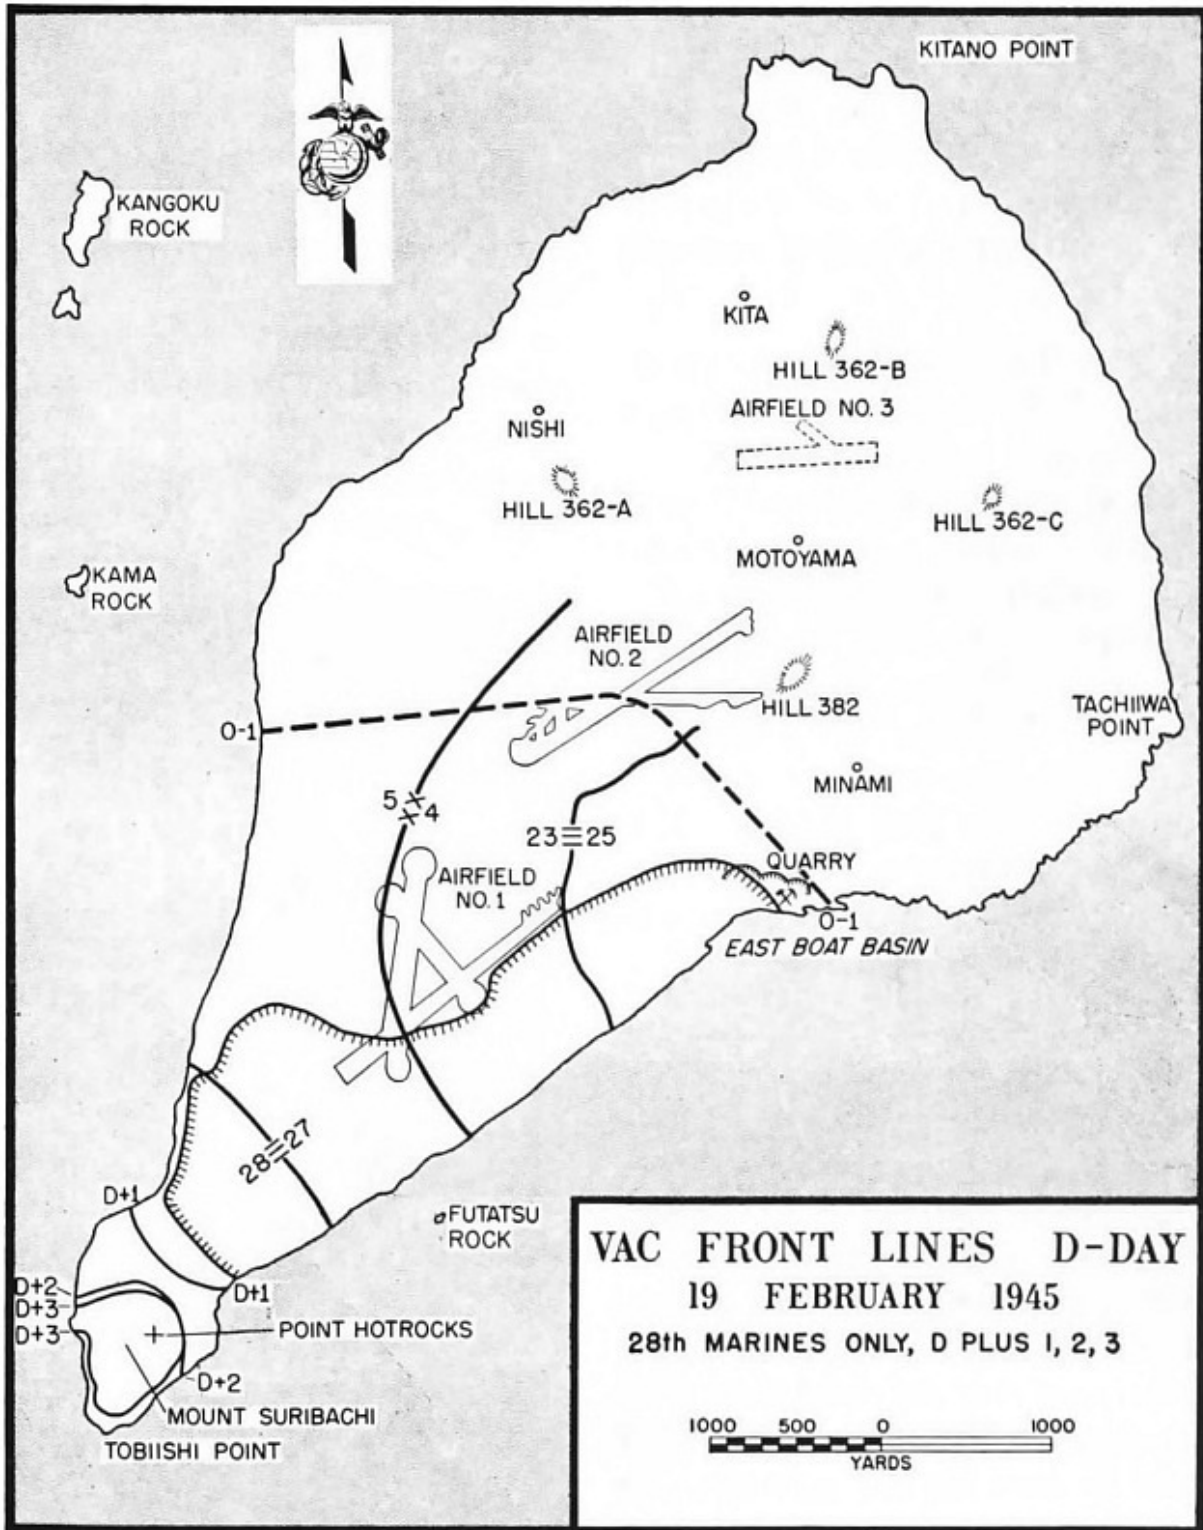 KITANO POINT
KANGOKU
ROCK
KITA
HILL 362-B
AIRFIELD NO. 3
NISHI
HILL 362-A
HILL 362-C
MOTOYAMA
KAMA
ROCK
AIRFIELD
NO. 2
HILL 382
TACHIIWA
POINT
O-1
MINAMI
5 4
23 25
QUARRY
AIRFIELD
NO. 1
O-1
EAST BOAT BASIN
28 27
D+1
FUTATSU
ROCK
D+2
D+3
D+3
D+1
POINT HOTROCKS
D+2
MOUNT SURIBACHI
TOBIISHI POINT
VAC FRONT LINES D-DAY
19 FEBRUARY 1945
28th MARINES ONLY, D PLUS 1, 2, 3
1000 500 0 1000
YARDS